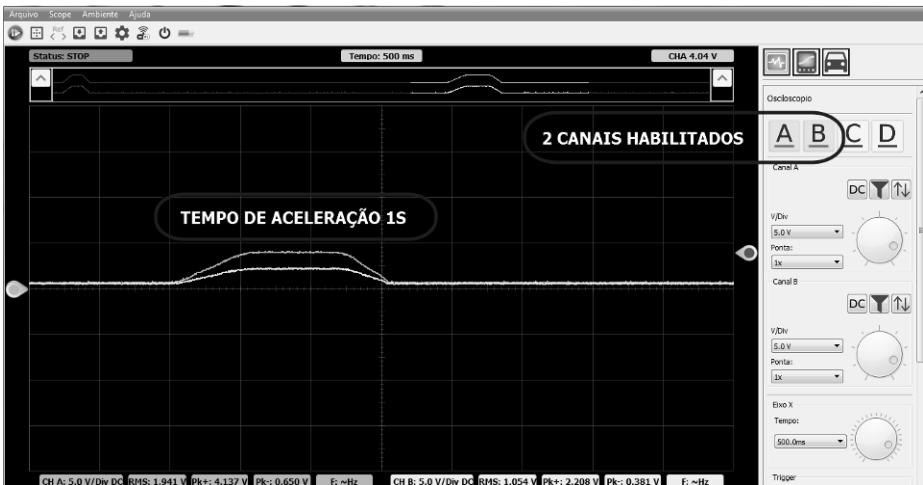 Arquivo Scope Ambiente Ajuda
Ref
Status: STOP
Tempo: 500 ms
CHA 4.04 V
Osciloscopio
2 CANAIS HABILITADOS
A B C D
Canal A
DC
TEMPO DE ACELERAÇÃO 1S
V/Div
5.0 V
Ponta:
1x
Canal B
DC
V/Div
5.0 V
Ponta:
1x
Eixo X
Tempo:
500.0ms
Trigger
CH A: 5.0 V/Div DC RMS: 1.941 V Pk+: 4.137 V Pk-: 0.650 V F: ~Hz CH B: 5.0 V/Div DC RMS: 1.054 V Pk+: 2.208 V Pk-: 0.381 V F: ~Hz